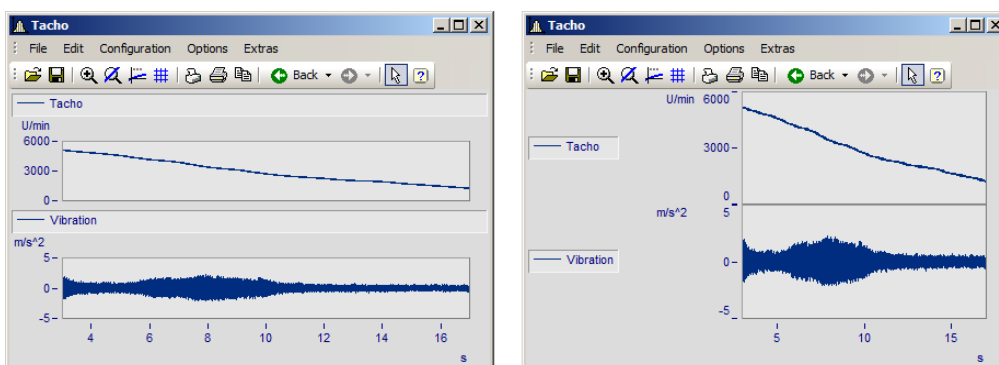 Tacho
File Edit Configuration Options Extras
Back
Tacho
U/min
6000
3000
0
Vibration
m/s^2
5
0
-5
4 6 8 10 12 14 16
s
Tacho
File Edit Configuration Options Extras
Back
U/min 6000
Tacho
3000
0
m/s^2 5
Vibration
0
-5
5 10 15
s